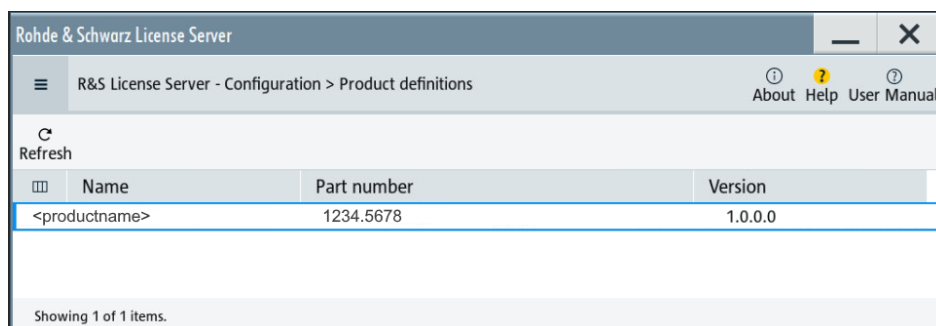 Rohde & Schwarz License Server
R&S License Server - Configuration > Product definitions
About Help User Manual
Refresh
Name Part number Version
<productname> 1234.5678 1.0.0.0
Showing 1 of 1 items.